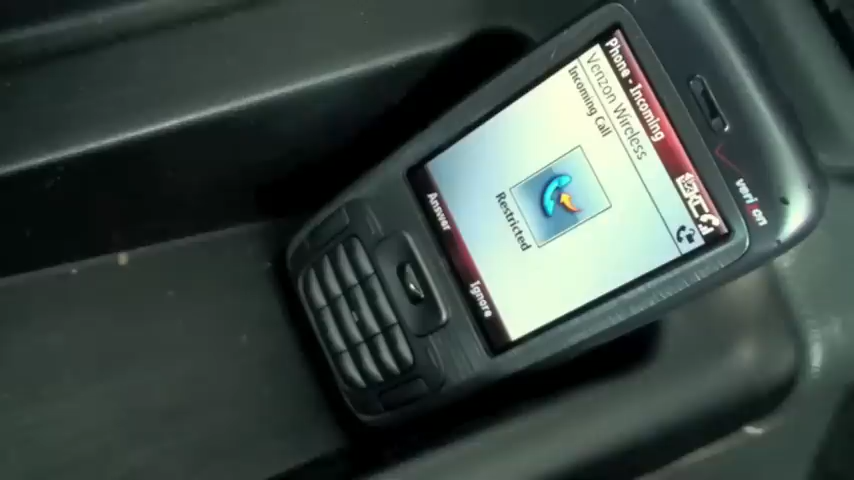 verizon
Phone - Incoming
Verizon Wireless
Incoming Call
Restricted
Answer
Ignore